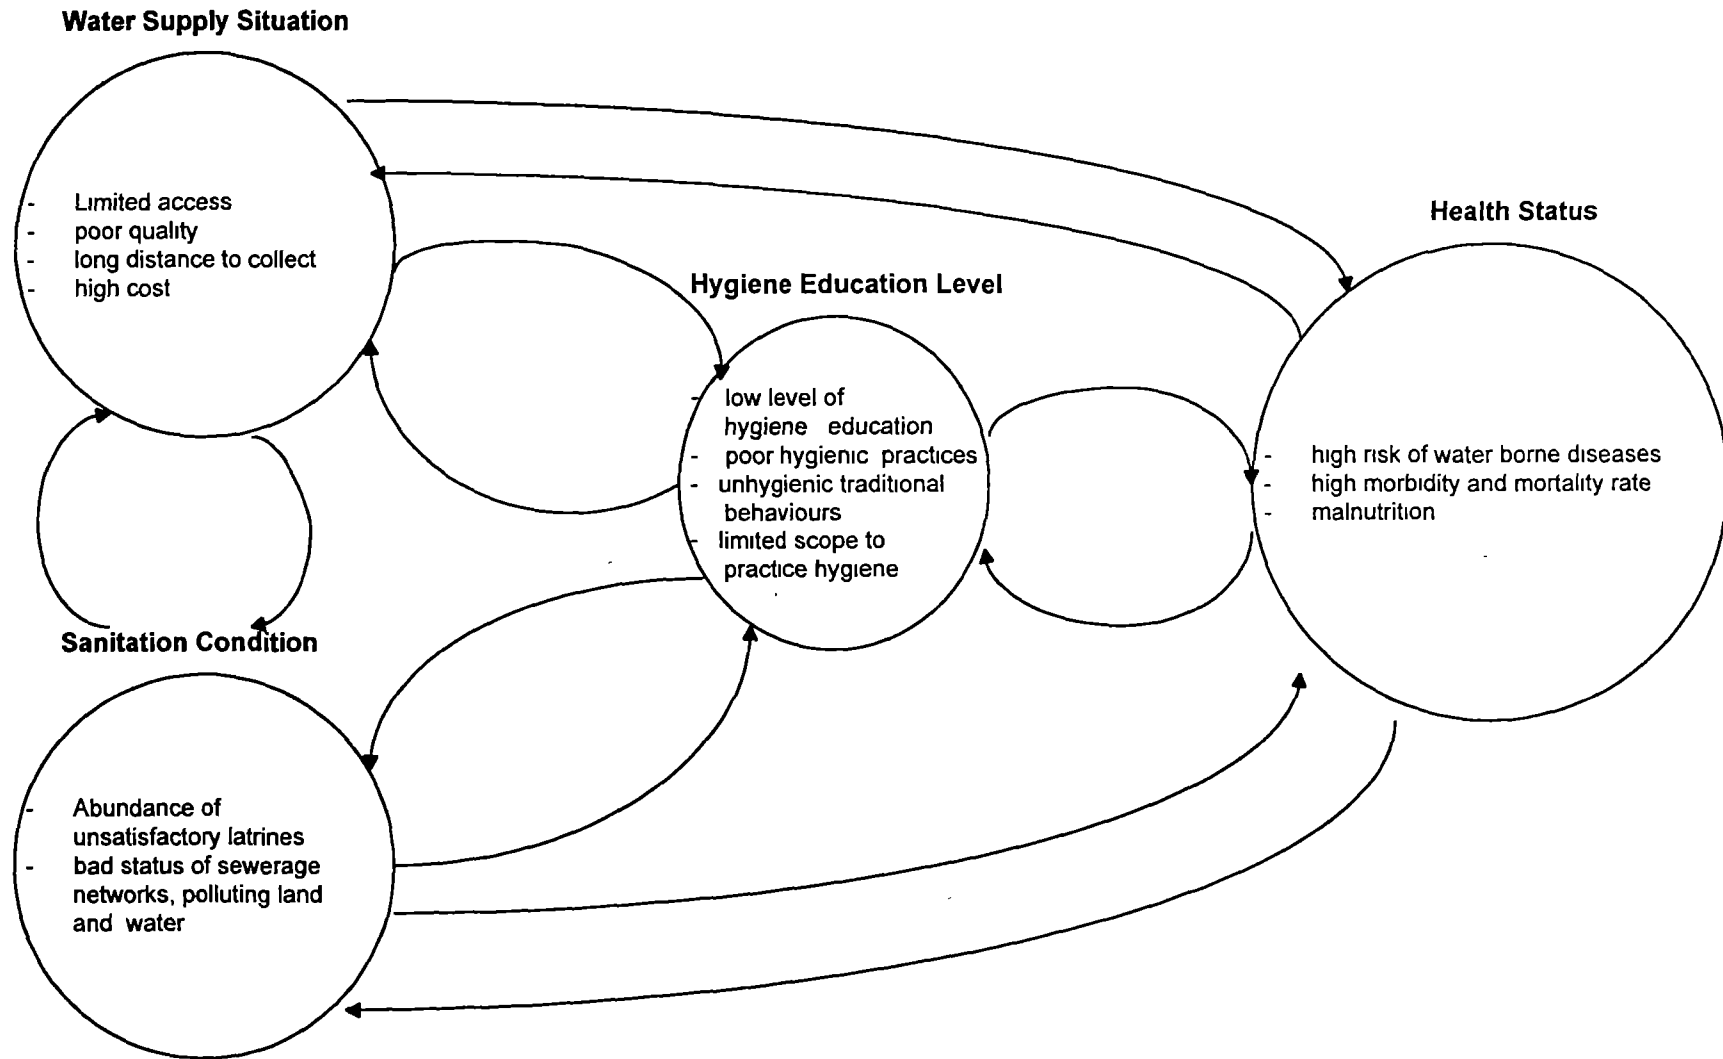 Water Supply Situation
- Limited access
- poor quality
- long distance to collect
- high cost
Hygiene Education Level
- low level of
hygiene education
- poor hygienic practices
- unhygienic traditional
behaviours
- limited scope to
practice hygiene
Health Status
- high risk of water borne diseases
- high morbidity and mortality rate
- malnutrition
Sanitation Condition
- Abundance of
unsatisfactory latrines
- bad status of sewerage
networks, polluting land
and water